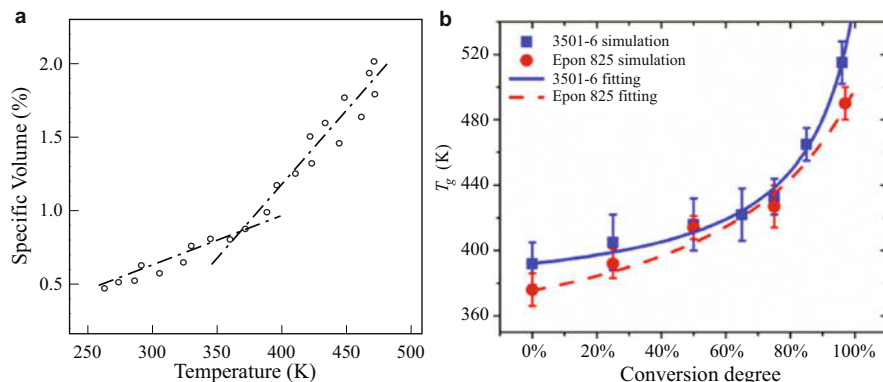 a
Specific Volume (%)
2.0
1.5
1.0
0.5
250
300
350
400
450
500
Temperature (K)
b
3501-6 simulation
Epon 825 simulation
3501-6 fitting
Epon 825 fitting
Tg (K)
520
480
440
400
360
0%
20%
40%
60%
80%
100%
Conversion degree